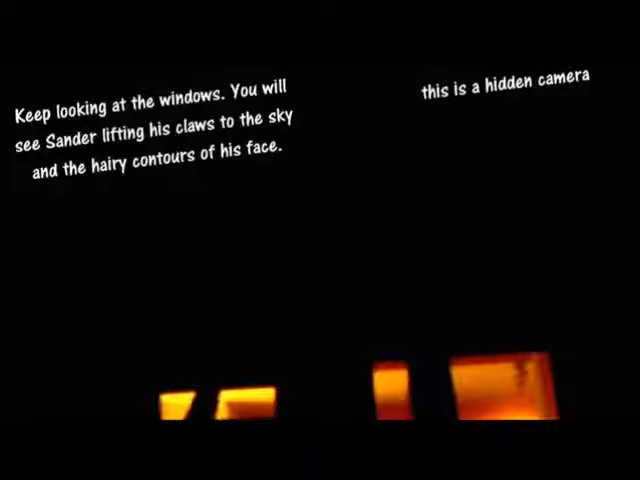 Keep looking at the windows. You will
see Sander lifting his claws to the sky
and the hairy contours of his face.
this is a hidden camera